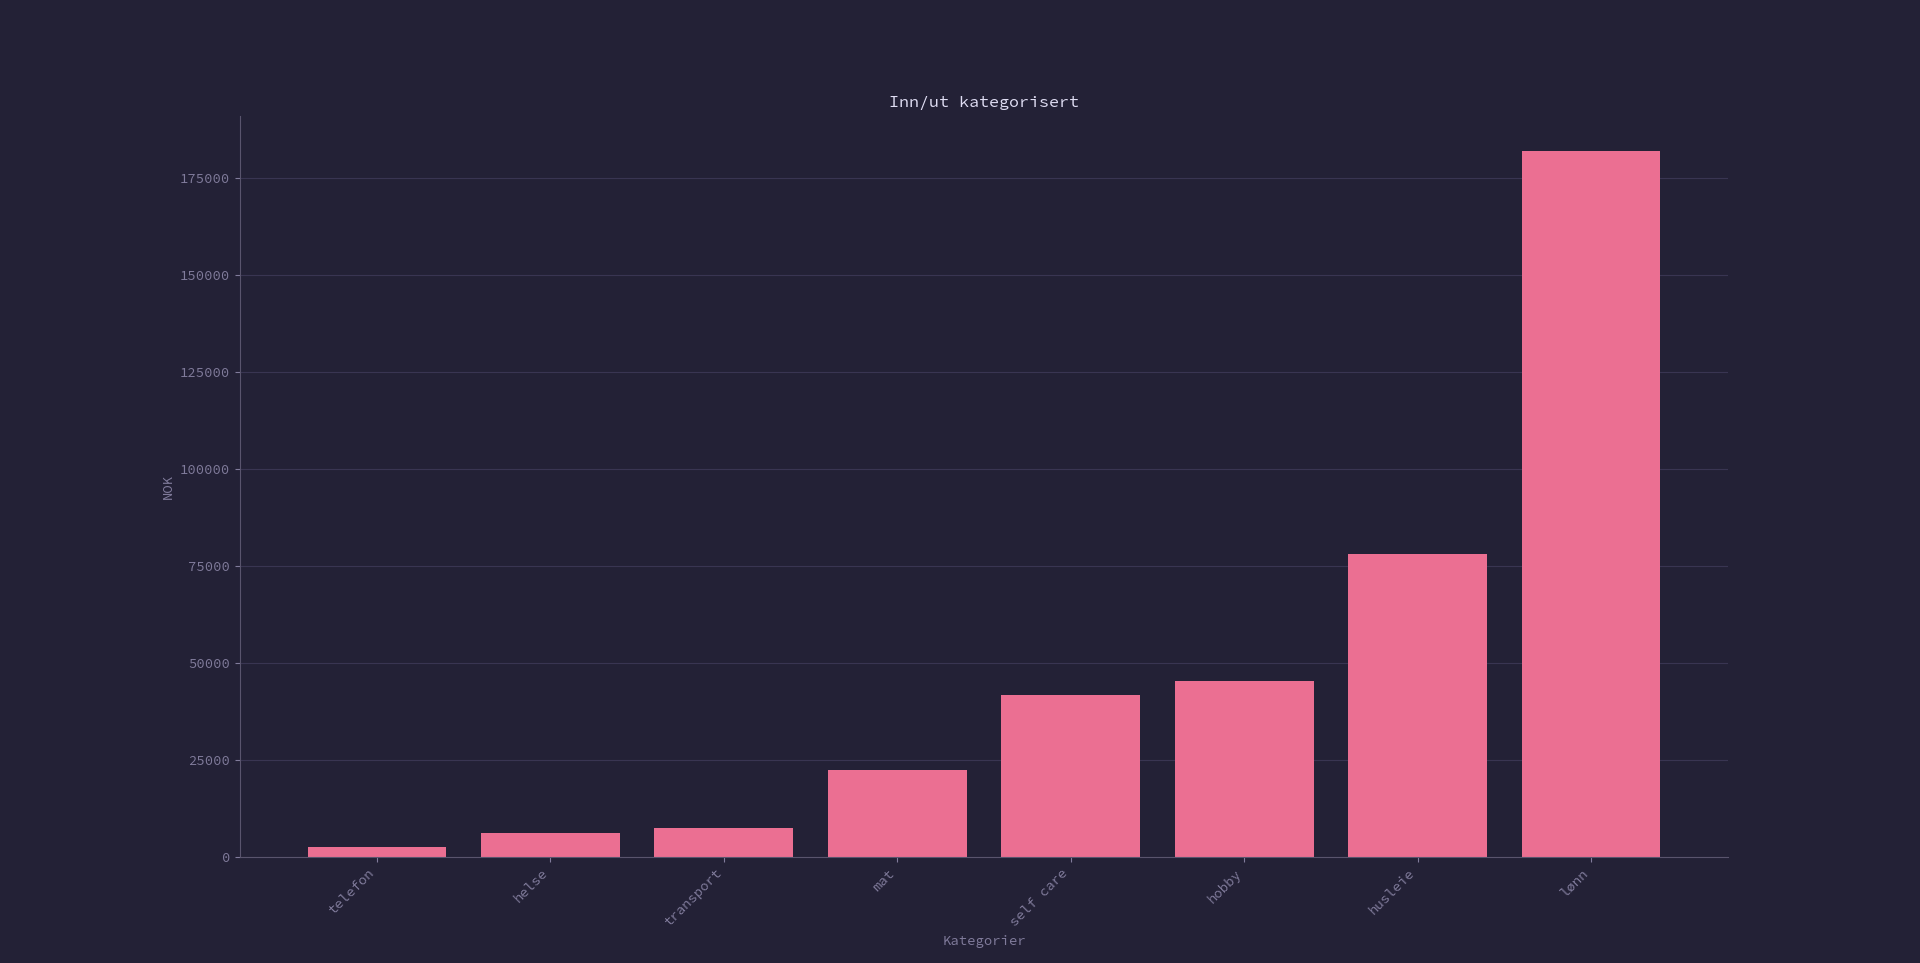 Inn/ut kategorisert
175000
150000
125000
100000
75000
50000
25000
0
NOK
telefon
helse
transport
mat
self care
hobby
husleie
lønn
Kategorier